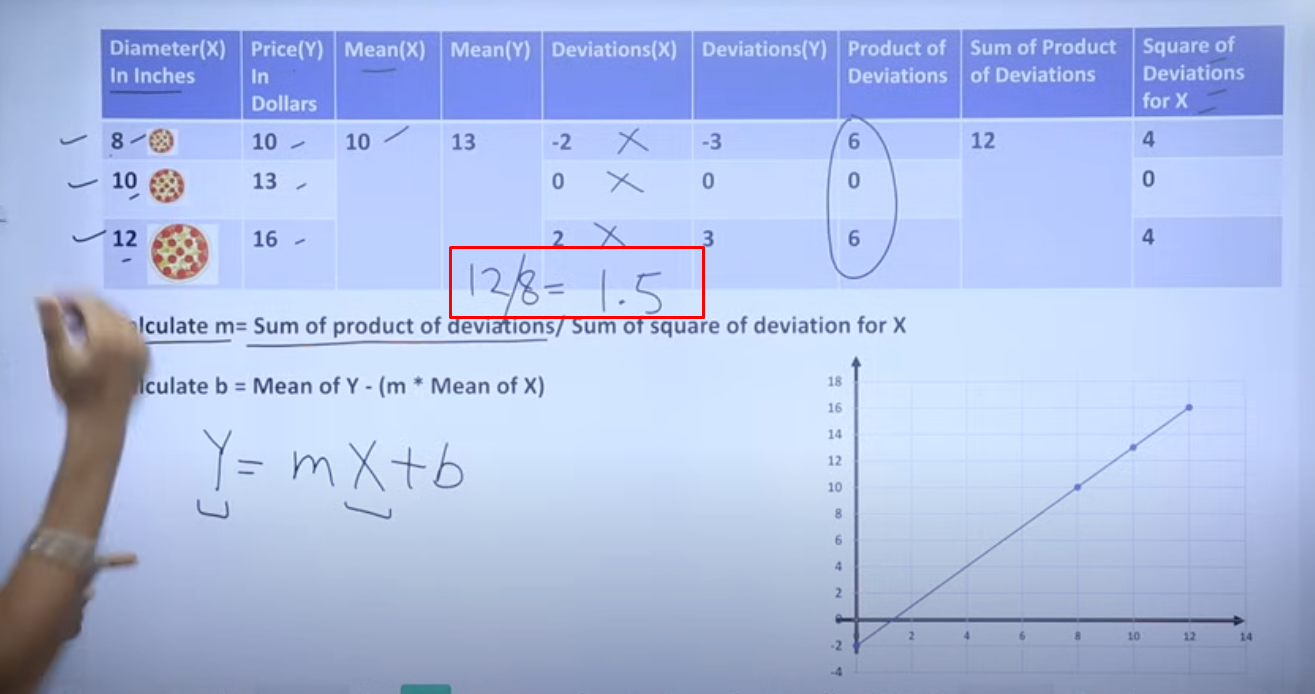 Diameter(X) In Inches Price(Y) In Dollars Mean(X) Mean(Y) Deviations(X) Deviations(Y) Product of Deviations Sum of Product of Deviations Square of Deviations for X
8 10 10 13 -2 X -3 6 12 4
10 13 0 X 0 0 0
12 16 2 X 3 6 4
12/8= 1.5
lculate m= Sum of product of deviations/ Sum of square of deviation for X
lculate b = Mean of Y - (m * Mean of X)
Y= mX+b
18
16
14
12
10
8
6
4
2
0
-2
-4
2 4 6 8 10 12 14